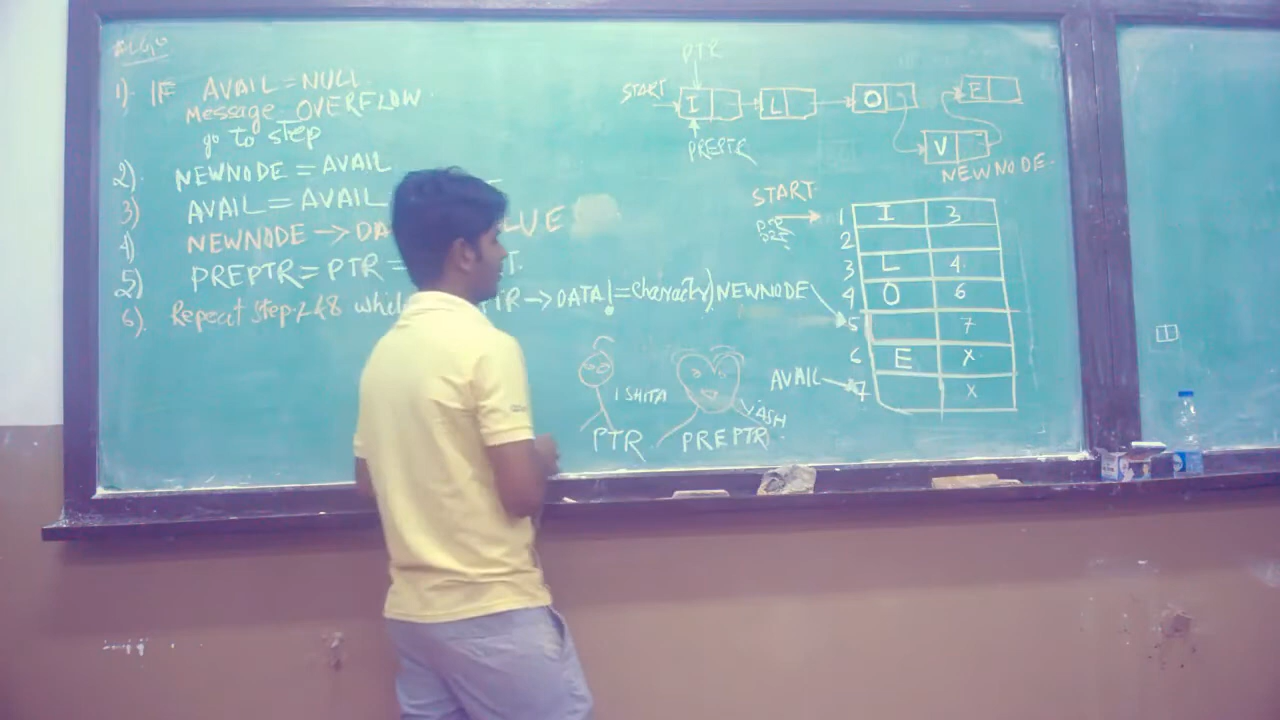 ALGO
1). IF AVAIL = NULL
Message OVERFLOW.
go to step
2). NEWNODE = AVAIL
3) AVAIL = AVAIL
4) NEWNODE → DA LUE
5) PREPTR = PTR = T.
6). Repeat Step 7 & 8 while TR → DATA != character)
PTR
START
I L O E
PREPTR
V
NEWNODE.
START
1 I 3
2
3 L 4.
4 O 6
NEWNODE
5 7
6 E X
AVAIL
7 X
ISHITA
YASH
PTR PREPTR